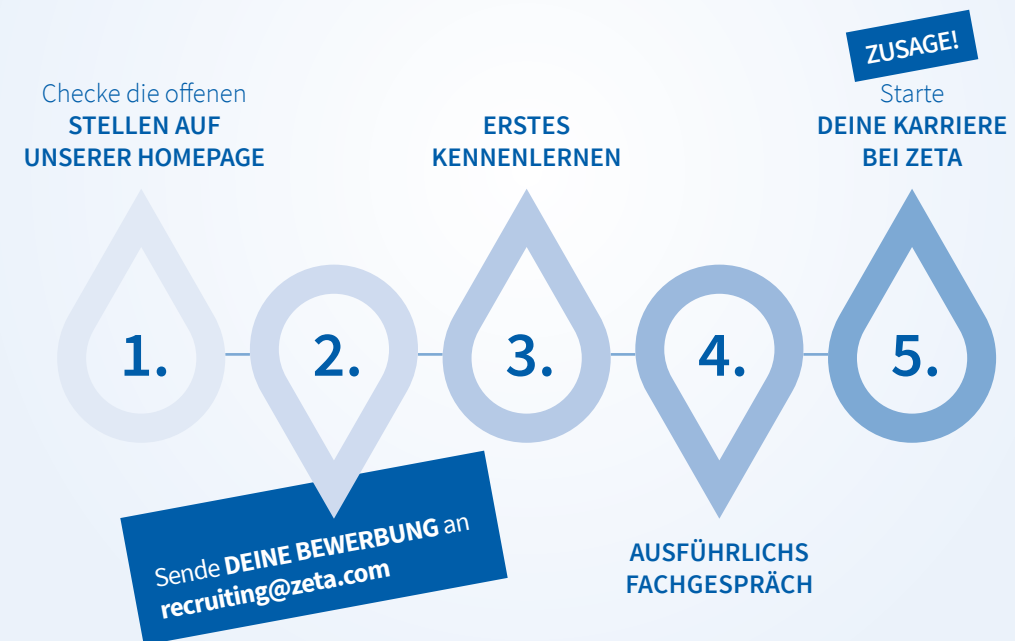 Checke die offenen
STELLEN AUF
UNSERER HOMEPAGE
1.
2.
Sende DEINE BEWERBUNG an
recruiting@zeta.com
ERSTES
KENNENLERNEN
3.
4.
AUSFÜHRLICHS
FACHGESPRÄCH
ZUSAGE!
Starte
DEINE KARRIERE
BEI ZETA
5.